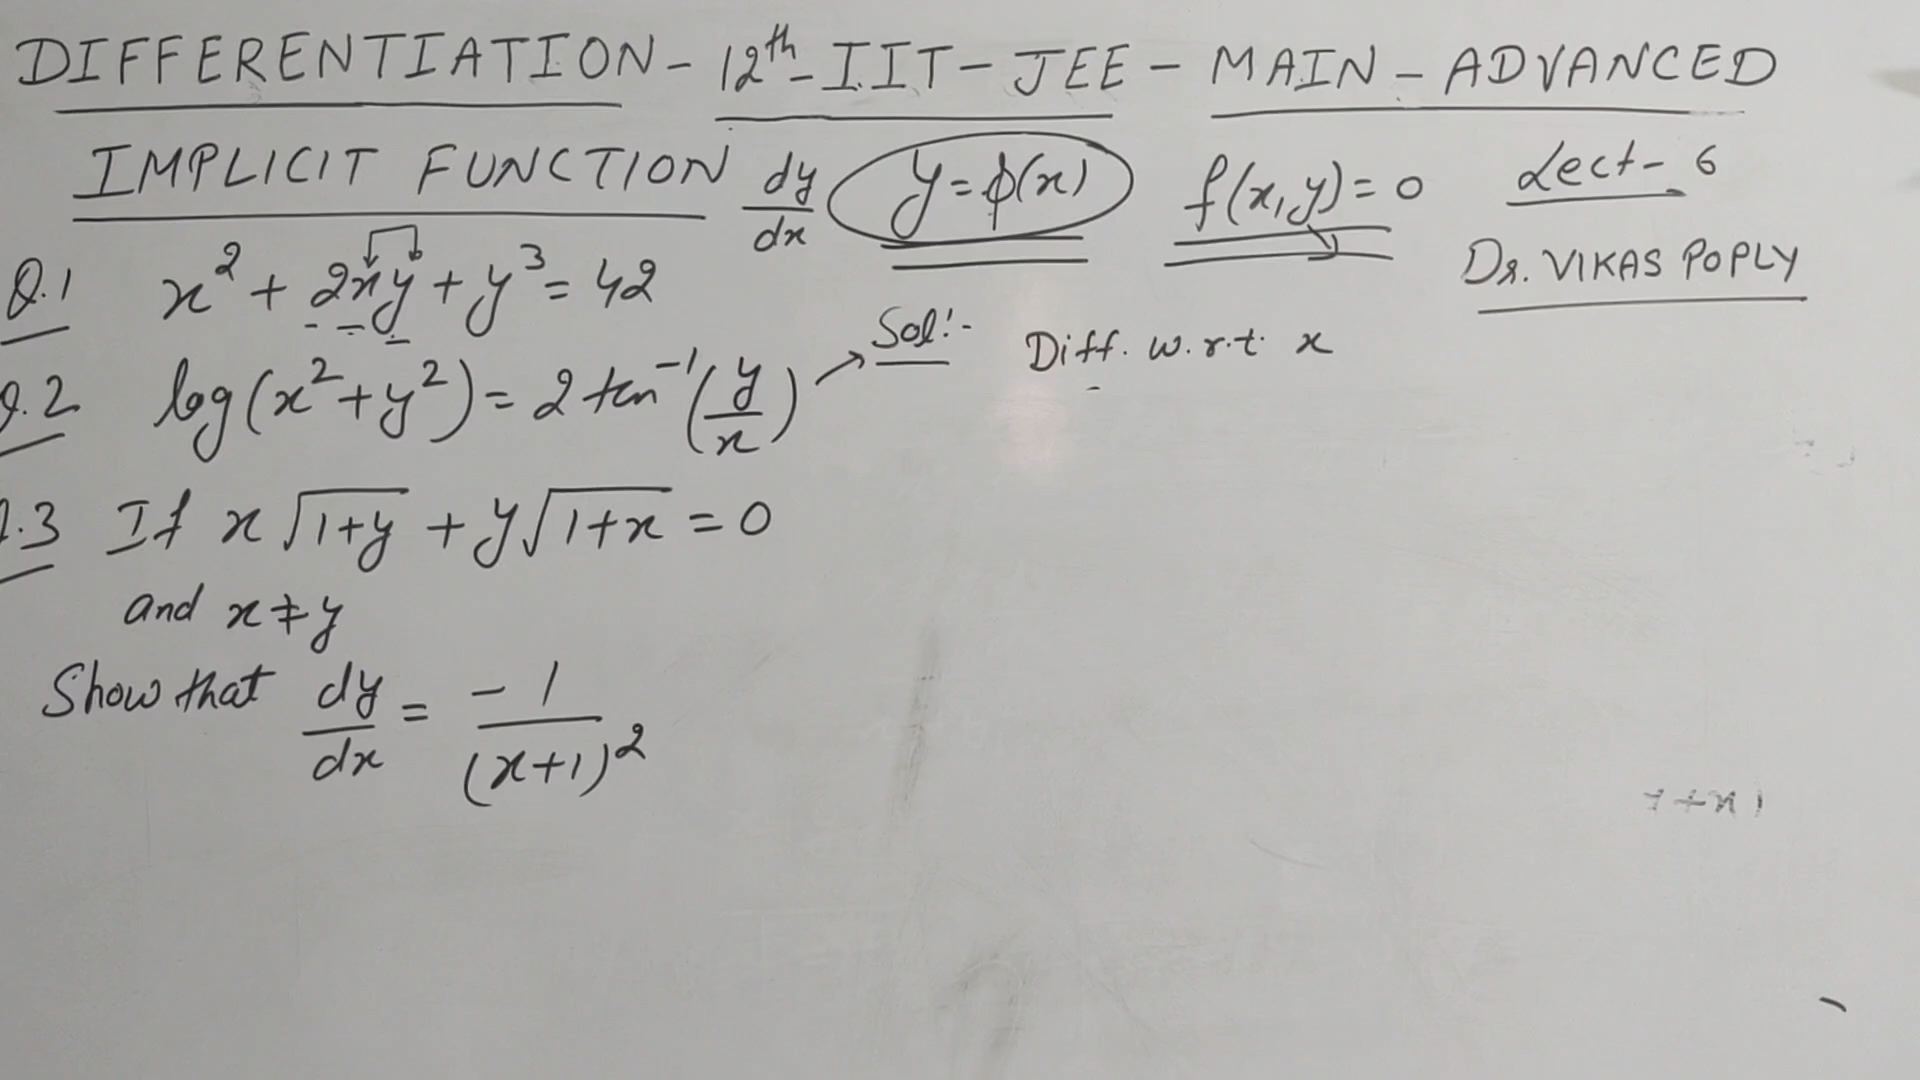 DIFFERENTIATION - 12th - IIT - JEE - MAIN - ADVANCED
IMPLICIT FUNCTION dy/dx y = ϕ(x) f(x,y) = 0 Lect - 6
Dr. VIKAS POPLY
Q.1 x² + 2xy + y³ = 42
Q.2 log(x² + y²) = 2 tan⁻¹(y/x) → Sol:- Diff. w.r.t. x
Q.3 If x√(1+y) + y√(1+x) = 0
and x ≠ y
Show that dy/dx = -1/(x+1)²